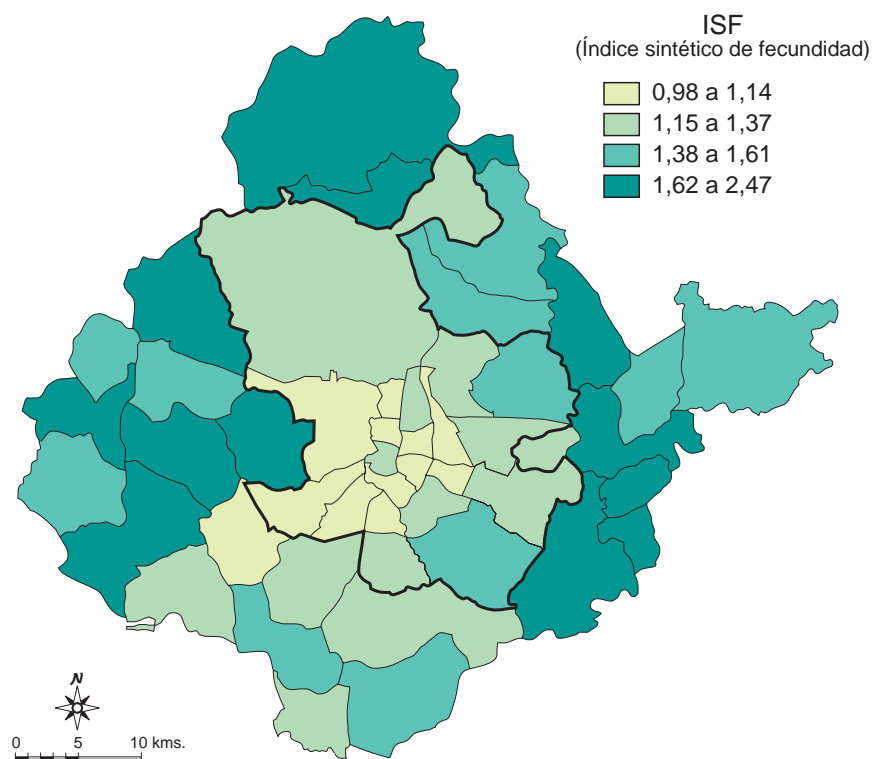 ISF
(Índice sintético de fecundidad)
0,98 a 1,14
1,15 a 1,37
1,38 a 1,61
1,62 a 2,47
N
0 5 10 kms.